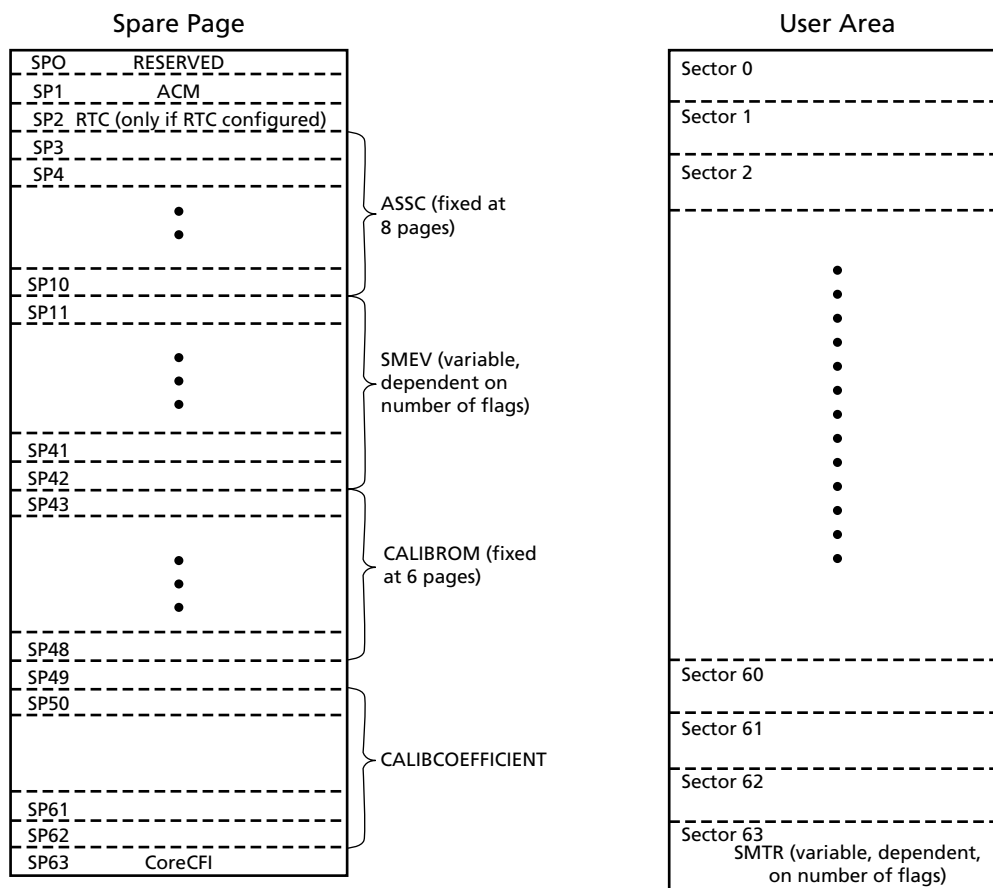 Spare Page
SPO RESERVED
SP1 ACM
SP2 RTC (only if RTC configured)
SP3
SP4
ASSC (fixed at
8 pages)
SP10
SP11
SMEV (variable,
dependent on
number of flags)
SP41
SP42
SP43
CALIBROM (fixed
at 6 pages)
SP48
SP49
SP50
CALIBCOEFFICIENT
SP61
SP62
SP63 CoreCFI
User Area
Sector 0
Sector 1
Sector 2
Sector 60
Sector 61
Sector 62
Sector 63
SMTR (variable, dependent,
on number of flags)